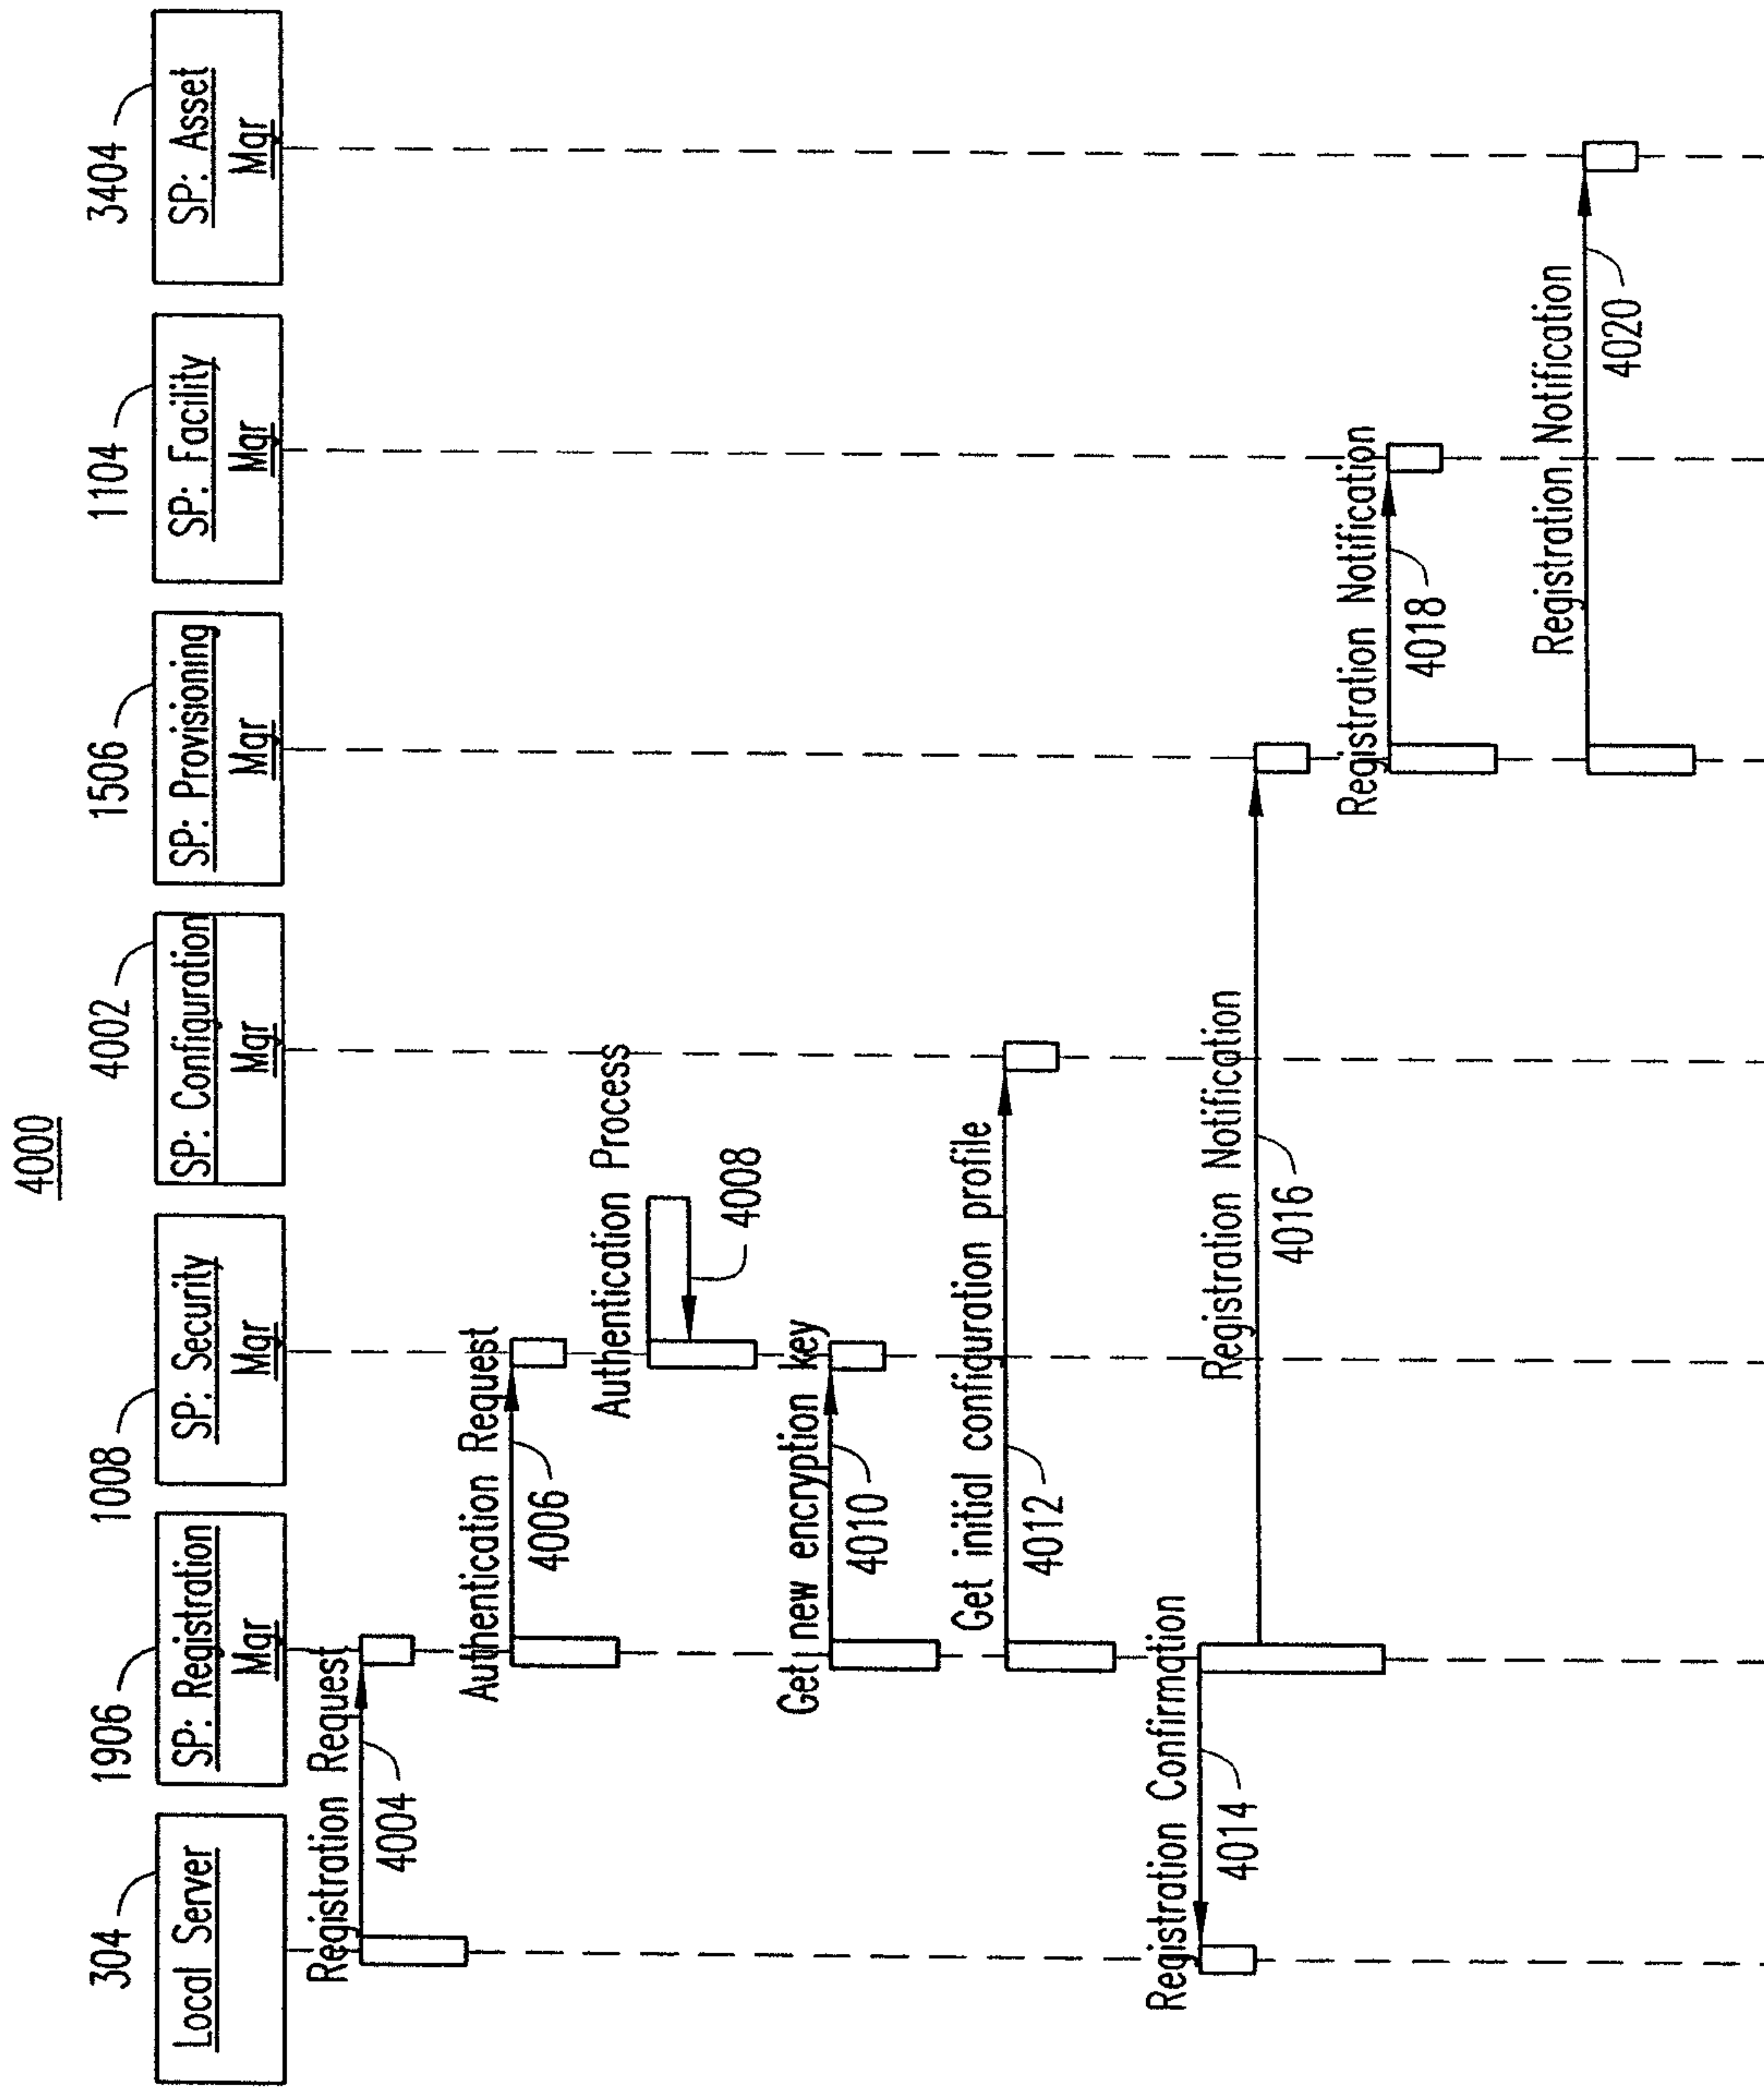 4000
304
1906
1008
4002
1506
1104
3404
Local Server
SP: Registration
Mgr
SP: Security
Mgr
SP: Configuration
Mgr
SP: Provisioning
Mgr
SP: Facility
Mgr
SP: Asset
Mgr
Registration Request
4004
Authentication Request
4006
Authentication Process
4008
Get new encryption key
4010
Get initial configuration profile
4012
Registration Confirmation
4014
Registration Notification
4016
Registration Notification
4018
Registration Notification
4020